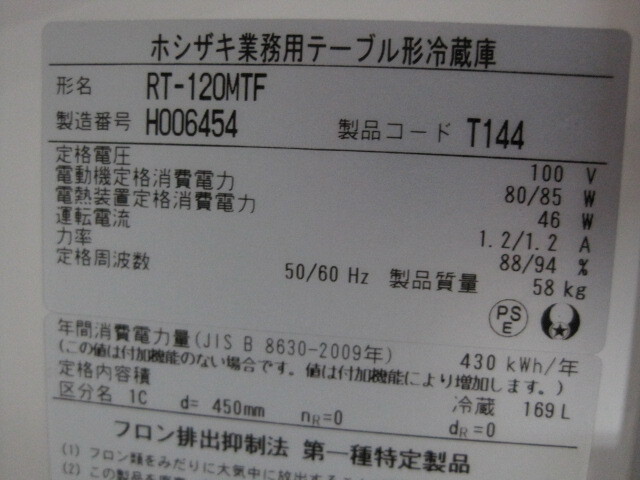 ホシザキ業務用テーブル形冷蔵庫
形名 RT-120MTF
製造番号 H006454 製品コード T144
定格電圧 100 V
電動機定格消費電力 80/85 W
電熱装置定格消費電力 46 W
運転電流 1.2/1.2 A
力率 88/94 %
定格周波数 50/60 Hz 製品質量 58 kg
PS
E
年間消費電力量(JIS B 8630-2009年) 430 kWh/年
(この値は付加機能のない場合です。値は付加機能により増加します。)
定格内容積 冷蔵 169 L
区分名 1C d= 450mm nR=0 dR=0
フロン排出抑制法 第一種特定製品
(1) フロン類をみだりに大気中に放出するこ
(2) この製品を